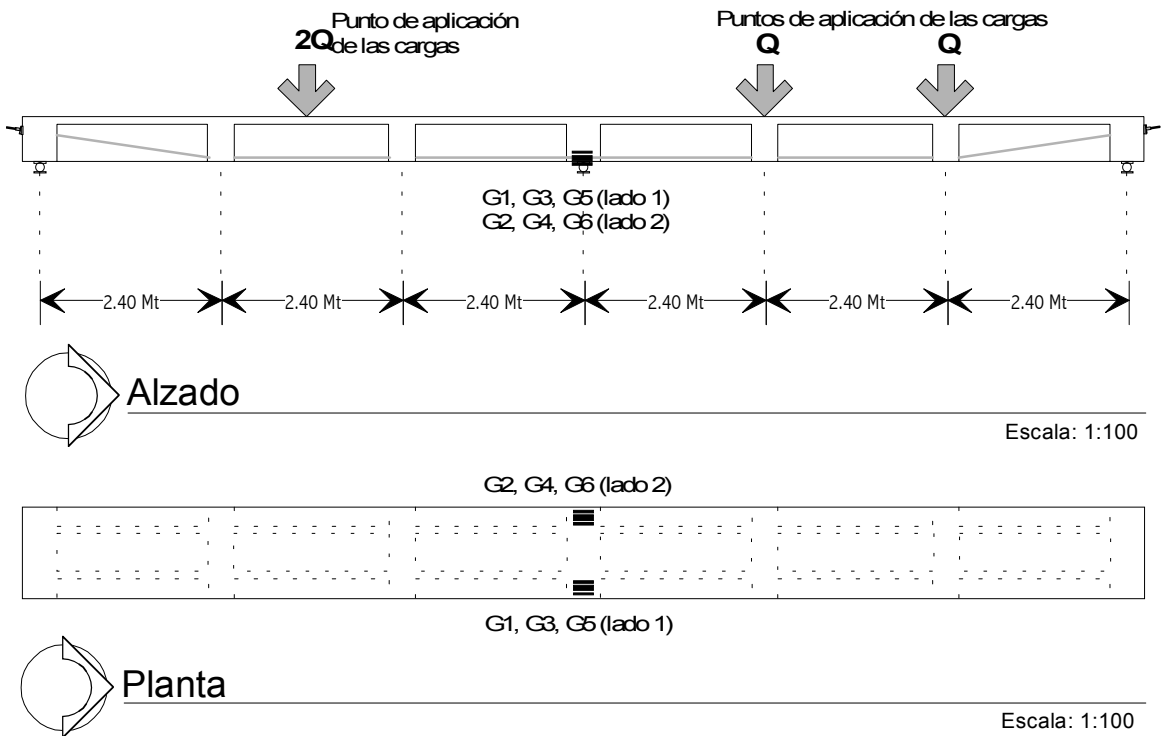 Punto de aplicación
de las cargas
2Q
Puntos de aplicación de las cargas
Q Q
G1, G3, G5 (lado 1)
G2, G4, G6 (lado 2)
2.40 Mt 2.40 Mt 2.40 Mt 2.40 Mt 2.40 Mt 2.40 Mt
Alzado
Escala: 1:100
G2, G4, G6 (lado 2)
G1, G3, G5 (lado 1)
Planta
Escala: 1:100